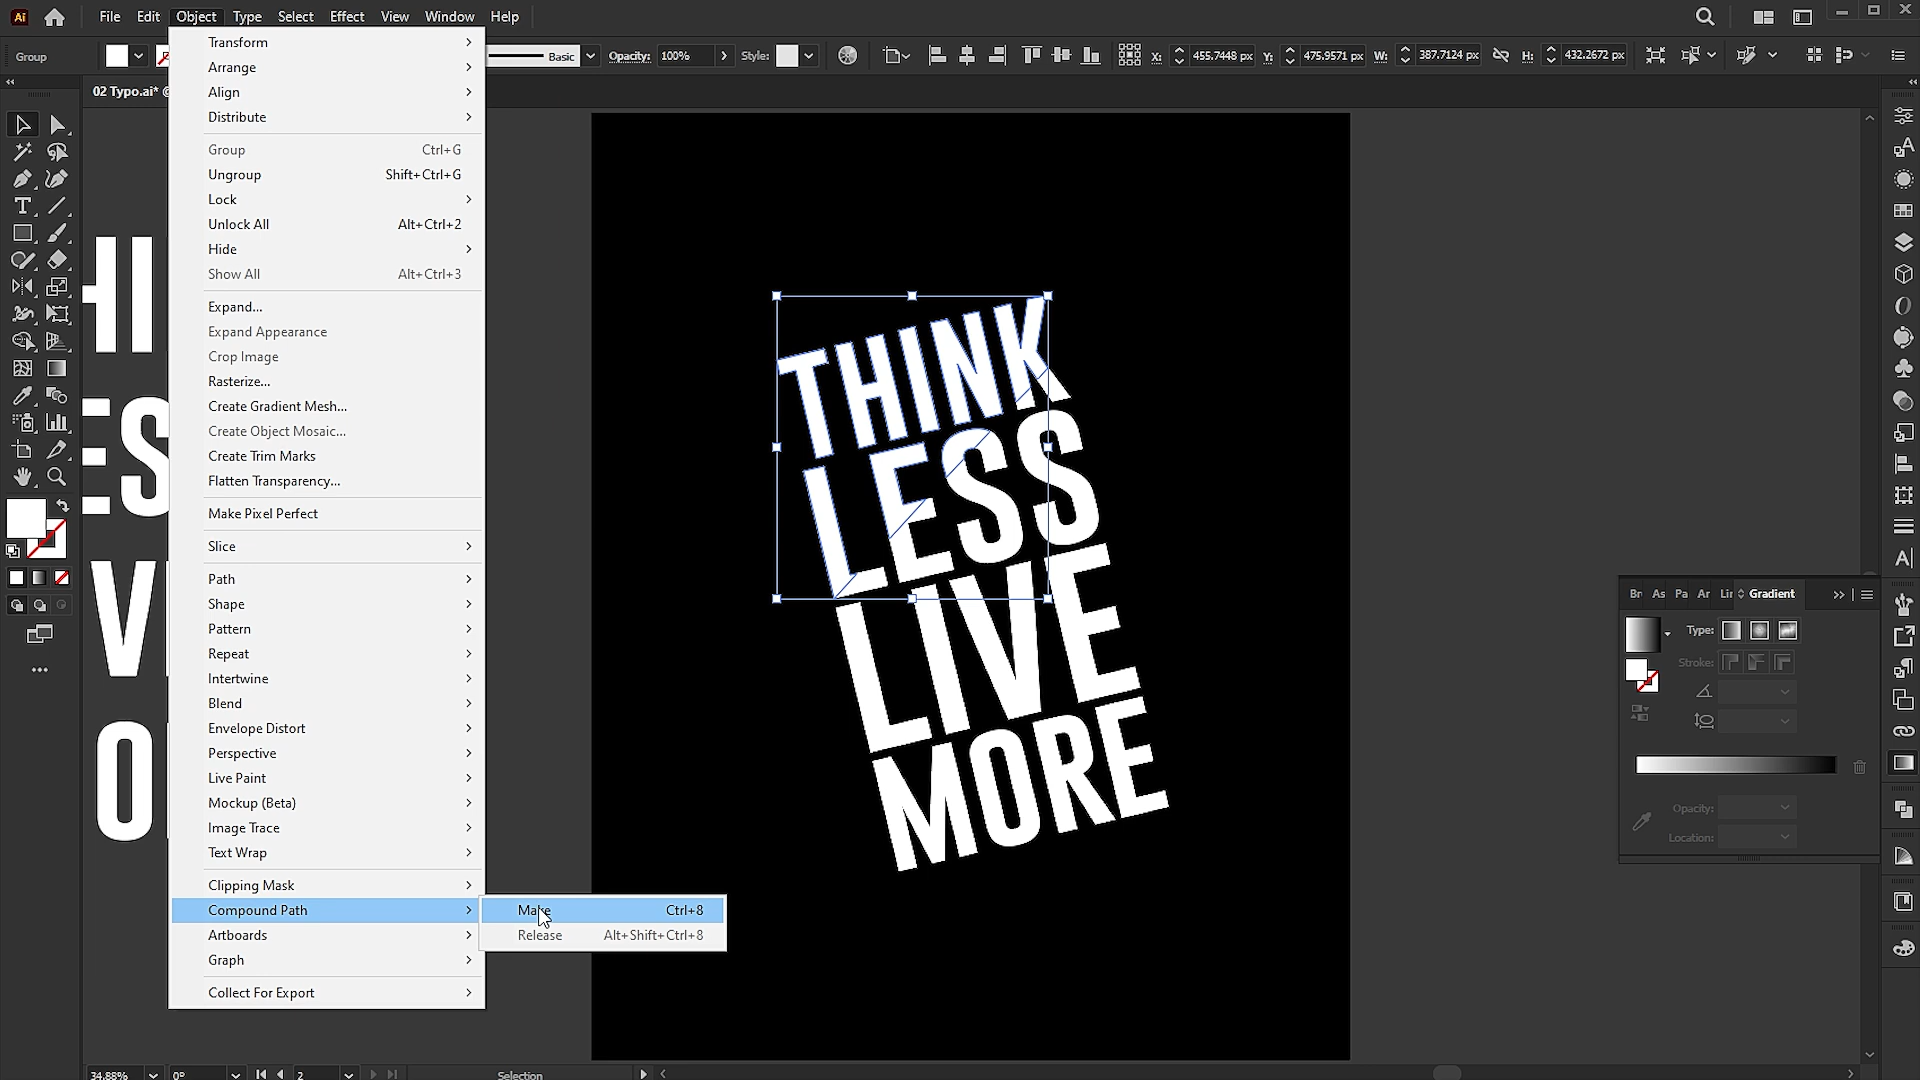 Ai File Edit Object Type Select Effect View Window Help
Group Basic Opacity: 100% Style: X: 455.7448 px Y: 475.9571 px W: 387.7124 px H: 432.2672 px
02 Typo.ai*
Transform
Arrange
Align
Distribute
Group Ctrl+G
Ungroup Shift+Ctrl+G
Lock
Unlock All Alt+Ctrl+2
Hide
Show All Alt+Ctrl+3
Expand...
Expand Appearance
Crop Image
Rasterize...
Create Gradient Mesh...
Create Object Mosaic...
Create Trim Marks
Flatten Transparency...
Make Pixel Perfect
Slice
Path
Shape
Pattern
Repeat
Intertwine
Blend
Envelope Distort
Perspective
Live Paint
Mockup (Beta)
Image Trace
Text Wrap
Clipping Mask
Compound Path
Artboards
Graph
Collect For Export
Make Ctrl+8
Release Alt+Shift+Ctrl+8
HI
ES
VI
O
THINK
LESS
LIVE
MORE
Br As Pa Ar Lir Gradient
Type:
Stroke:
Opacity:
Location:
34.88% 0° 2 Selection